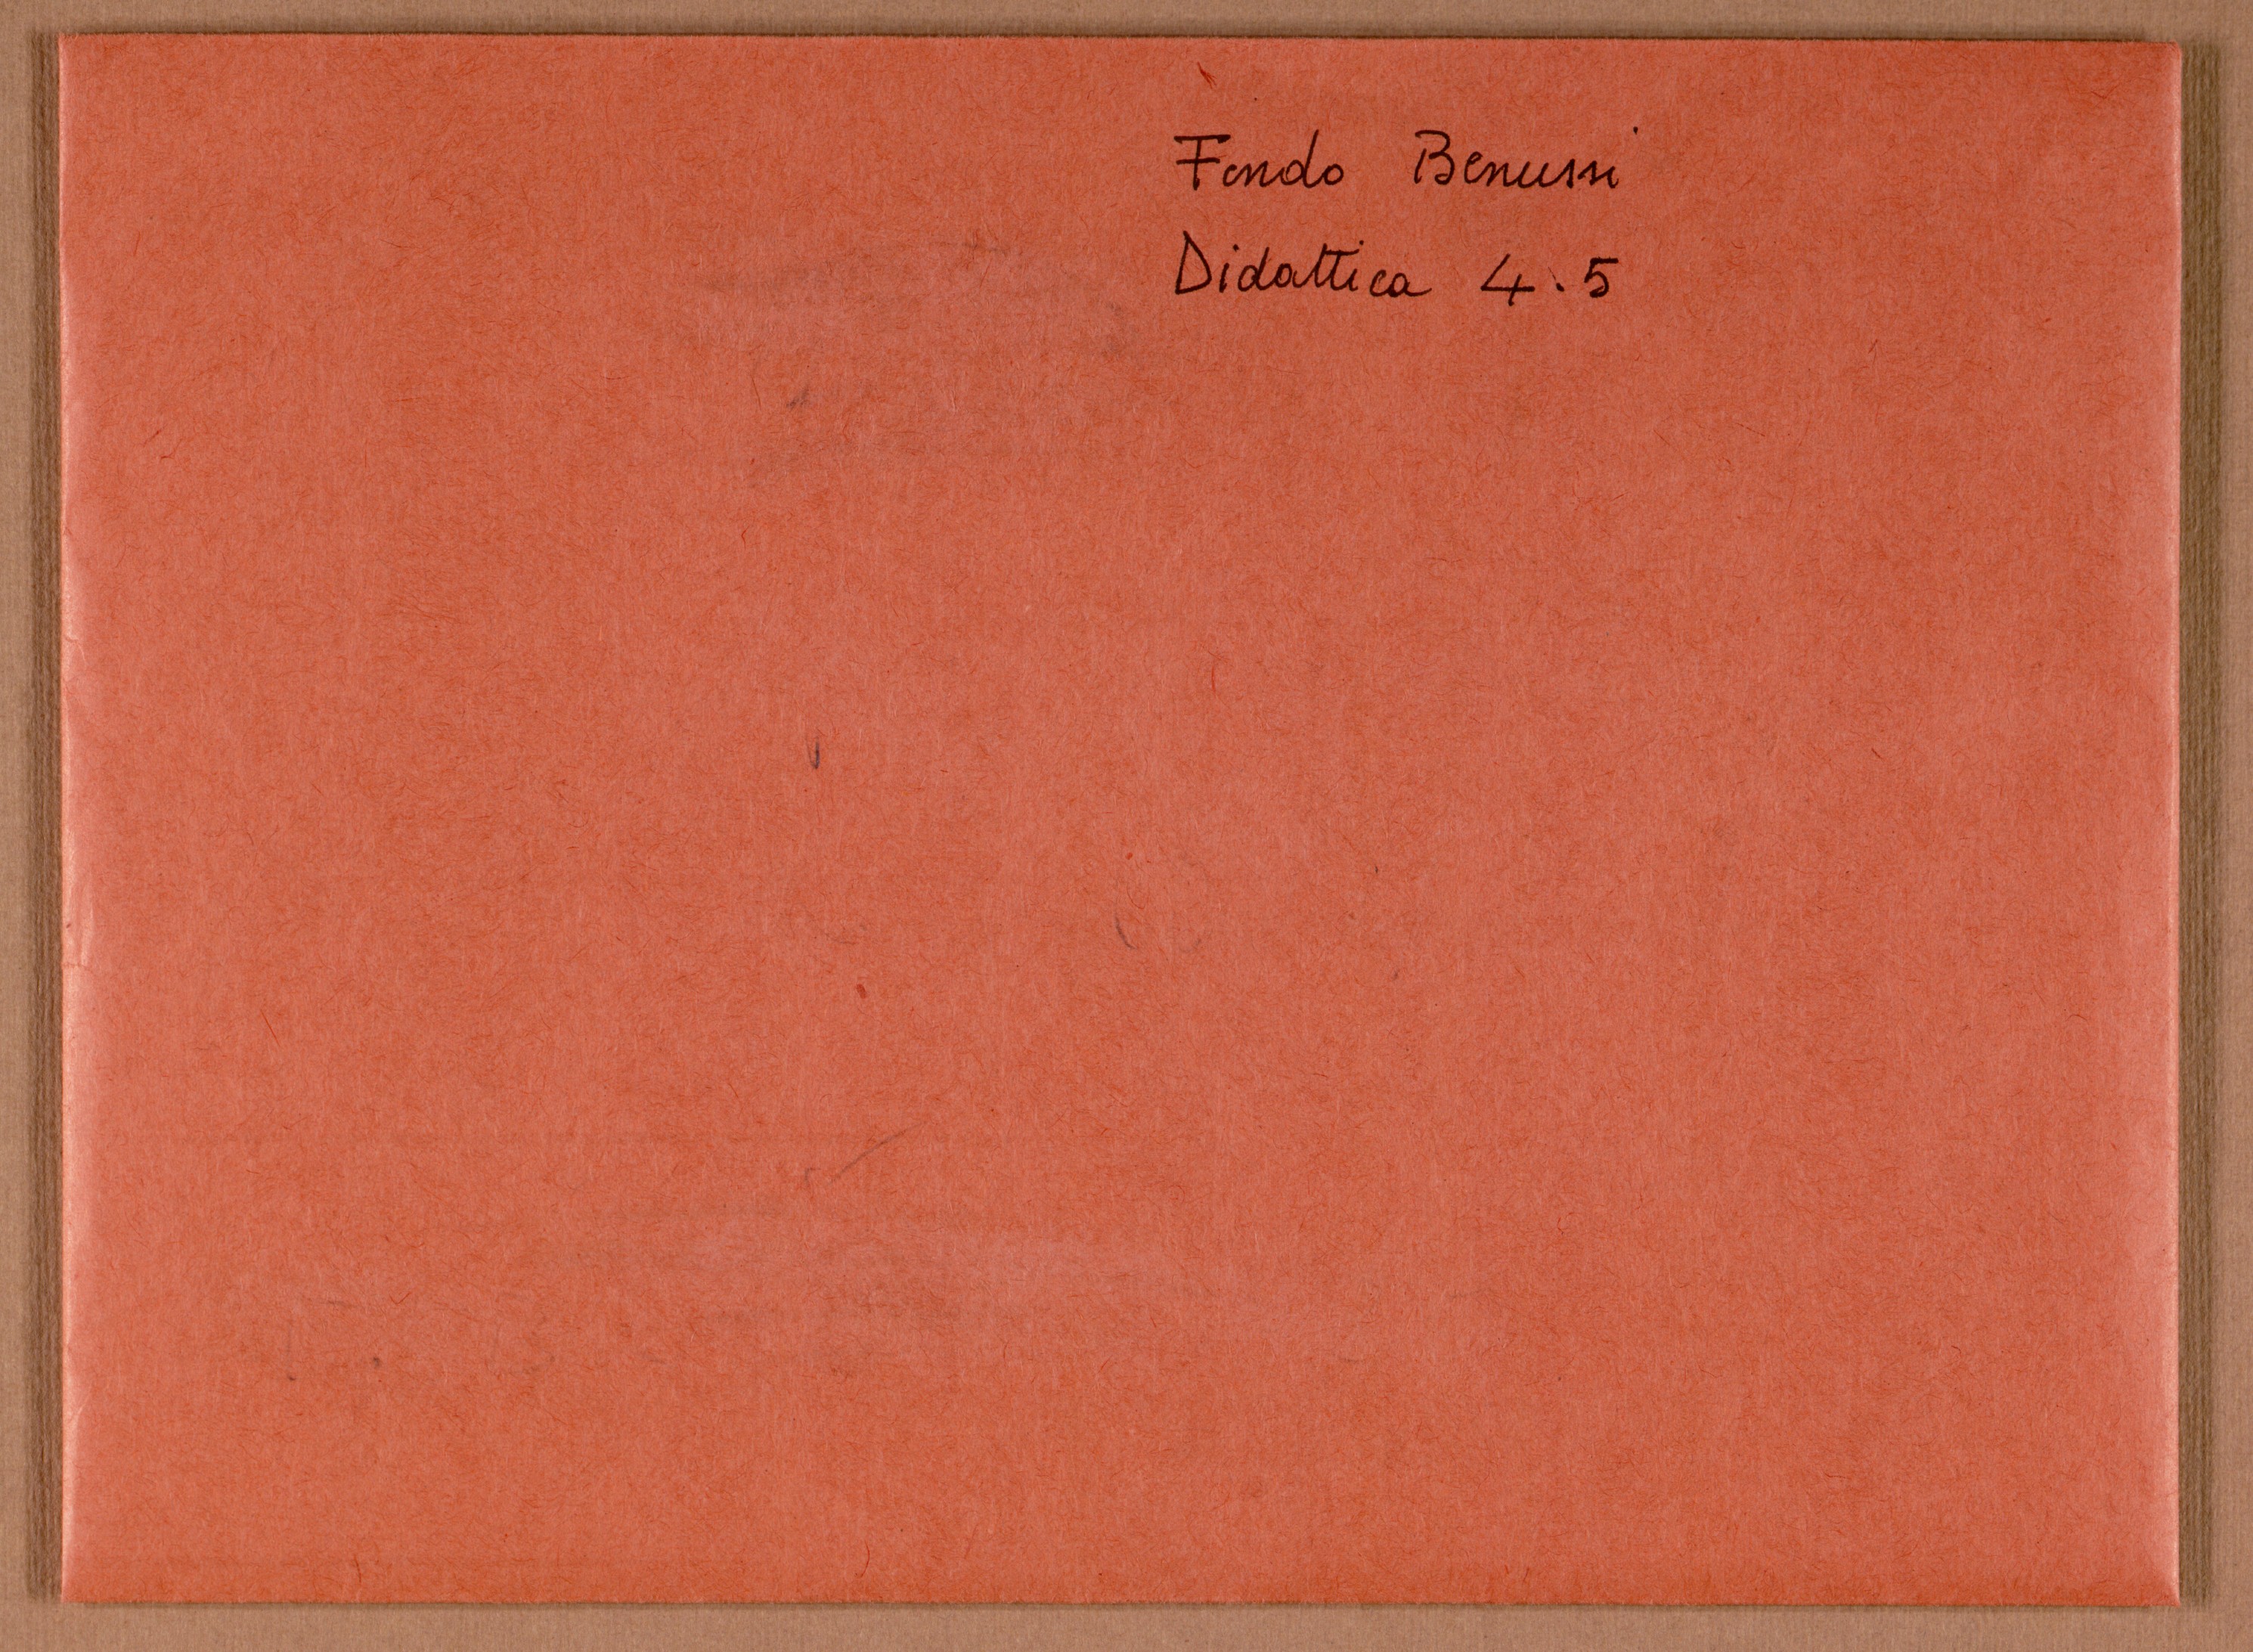 Fondo Benussi
Didattica 4.5